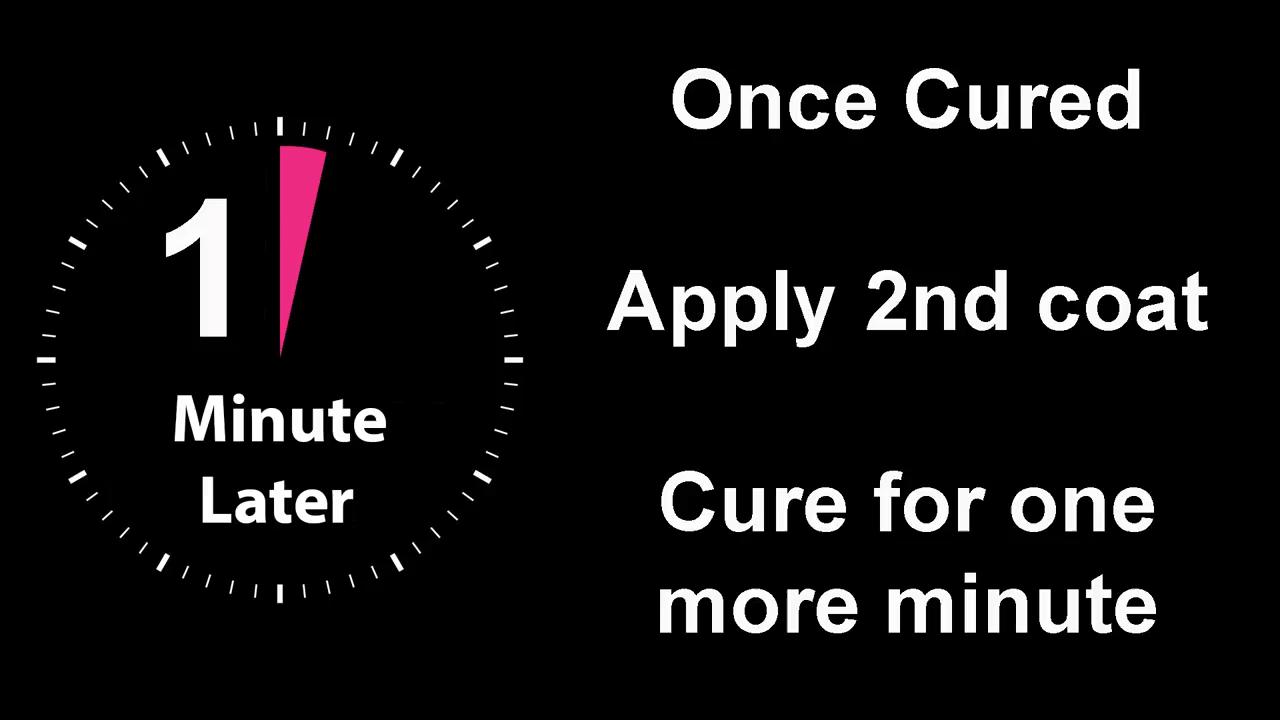 1
Minute
Later
Once Cured
Apply 2nd coat
Cure for one
more minute